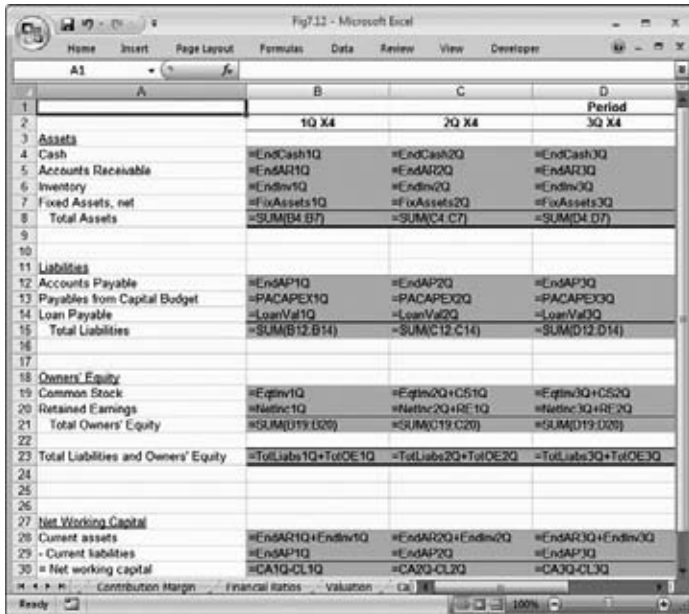 Fig7.12 - Microsoft Excel
Home Insert Page Layout Formulas Data Review View Developer
A1 fx
A B C D
1 Period
2 1Q X4 2Q X4 3Q X4
3 Assets
4 Cash =EndCash1Q =EndCash2Q =EndCash3Q
5 Accounts Receivable =EndAR1Q =EndAR2Q =EndAR3Q
6 Inventory =EndInv1Q =EndInv2Q =EndInv3Q
7 Fixed Assets, net =FixAssets1Q =FixAssets2Q =FixAssets3Q
8 Total Assets =SUM(B4:B7) =SUM(C4:C7) =SUM(D4:D7)
9
10
11 Liabilities
12 Accounts Payable =EndAP1Q =EndAP2Q =EndAP3Q
13 Payables from Capital Budget =PACAPEX1Q =PACAPEX2Q =PACAPEX3Q
14 Loan Payable =LoanVal1Q =LoanVal2Q =LoanVal3Q
15 Total Liabilities =SUM(B12:B14) =SUM(C12:C14) =SUM(D12:D14)
16
17
18 Owners' Equity
19 Common Stock =EqtInv1Q =EqtInv2Q+CS1Q =EqtInv3Q+CS2Q
20 Retained Earnings =NetInc1Q =NetInc2Q+RE1Q =NetInc3Q+RE2Q
21 Total Owners' Equity =SUM(B19:B20) =SUM(C19:C20) =SUM(D19:D20)
22
23 Total Liabilities and Owners' Equity =TotLiabs1Q+TotOE1Q =TotLiabs2Q+TotOE2Q =TotLiabs3Q+TotOE3Q
24
25
26
27 Net Working Capital
28 Current assets =EndAR1Q+EndInv1Q =EndAR2Q+EndInv2Q =EndAR3Q+EndInv3Q
29 - Current liabilities =EndAP1Q =EndAP2Q =EndAP3Q
30 = Net working capital =CA1Q-CL1Q =CA2Q-CL2Q =CA3Q-CL3Q
Contribution Margin Financial Ratios Valuation Ca
Ready 100%